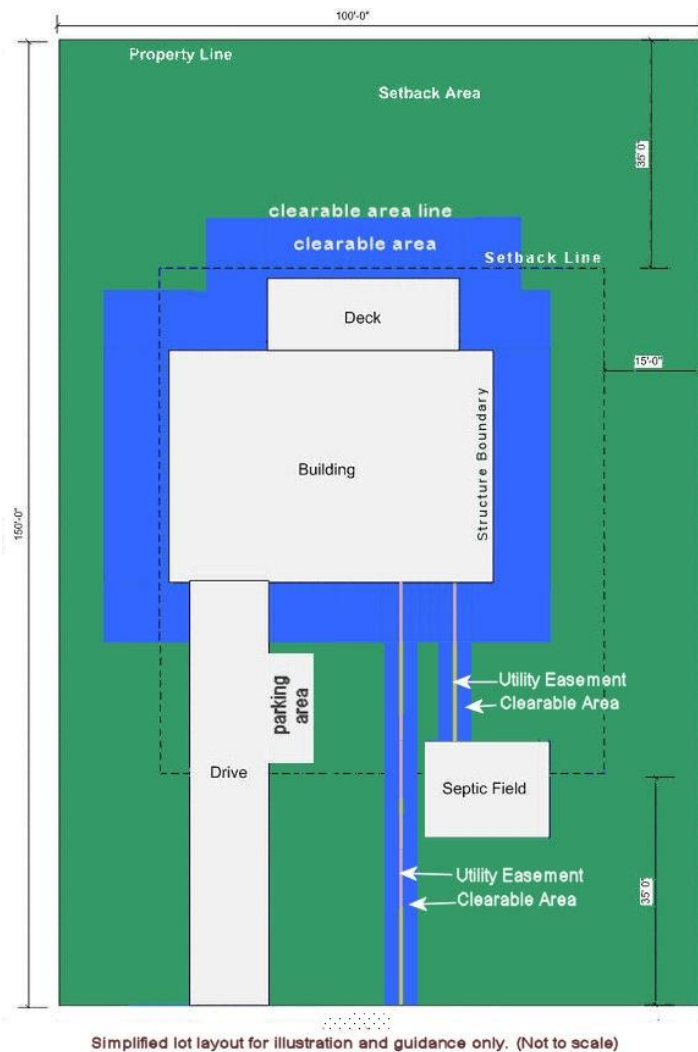 100'-0"
Property Line
Setback Area
35' 0"
clearable area line
clearable area
Setback Line
Deck
15'-0"
Building
Structure Boundary
150'-0"
Utility Easement
Clearable Area
parking
area
Drive
Septic Field
Utility Easement
Clearable Area
35' 0"
Simplified lot layout for illustration and guidance only. (Not to scale)